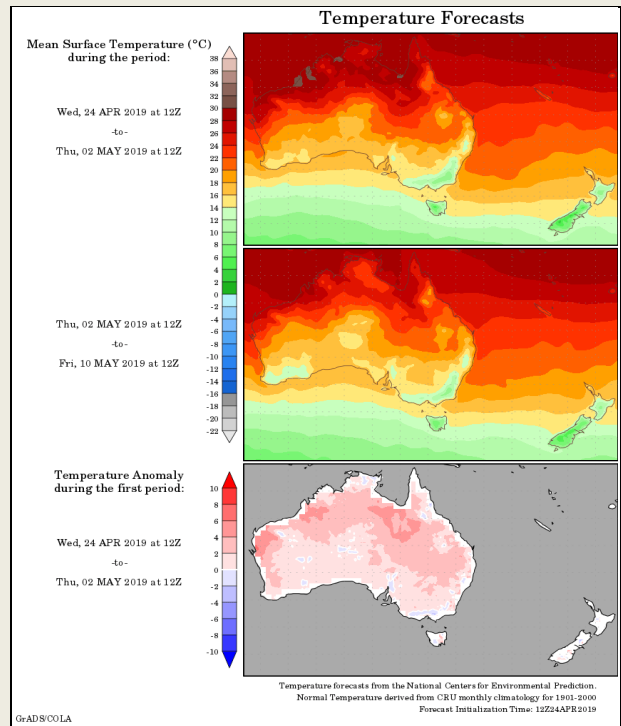 Temperature Forecasts
Mean Surface Temperature (°C)
during the period:
38
36
34
32
30
28
26
24
22
20
18
16
14
12
10
8
6
4
2
0
-2
-4
-6
-8
-10
-12
-14
-16
-18
-20
-22
Wed, 24 APR 2019 at 12Z
-to-
Thu, 02 MAY 2019 at 12Z
Thu, 02 MAY 2019 at 12Z
-to-
Fri, 10 MAY 2019 at 12Z
Temperature Anomaly
during the first period:
10
8
6
4
2
0
-2
-4
-6
-8
-10
Wed, 24 APR 2019 at 12Z
-to-
Thu, 02 MAY 2019 at 12Z
Temperature forecasts from the National Centers for Environmental Prediction.
Normal Temperature derived from CRU monthly climatology for 1901-2000
Forecast Initialization Time: 12Z24APR2019
GrADS/COLA